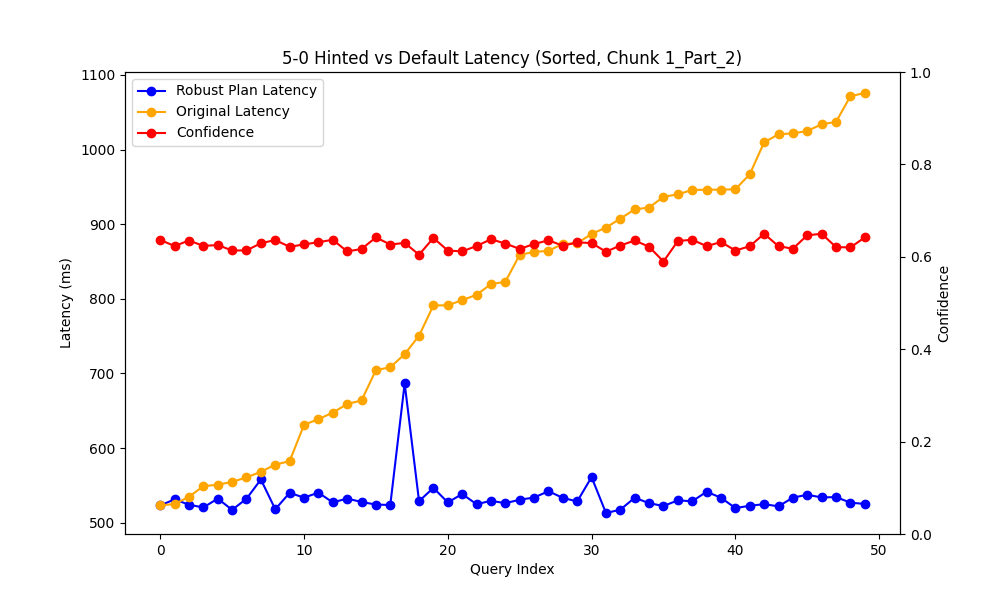 5-0 Hinted vs Default Latency (Sorted, Chunk 1_Part_2)
Robust Plan Latency
Original Latency
Confidence
1100
1000
900
800
700
600
500
Latency (ms)
1.0
0.8
0.6
0.4
0.2
0.0
Confidence
0 10 20 30 40 50
Query Index